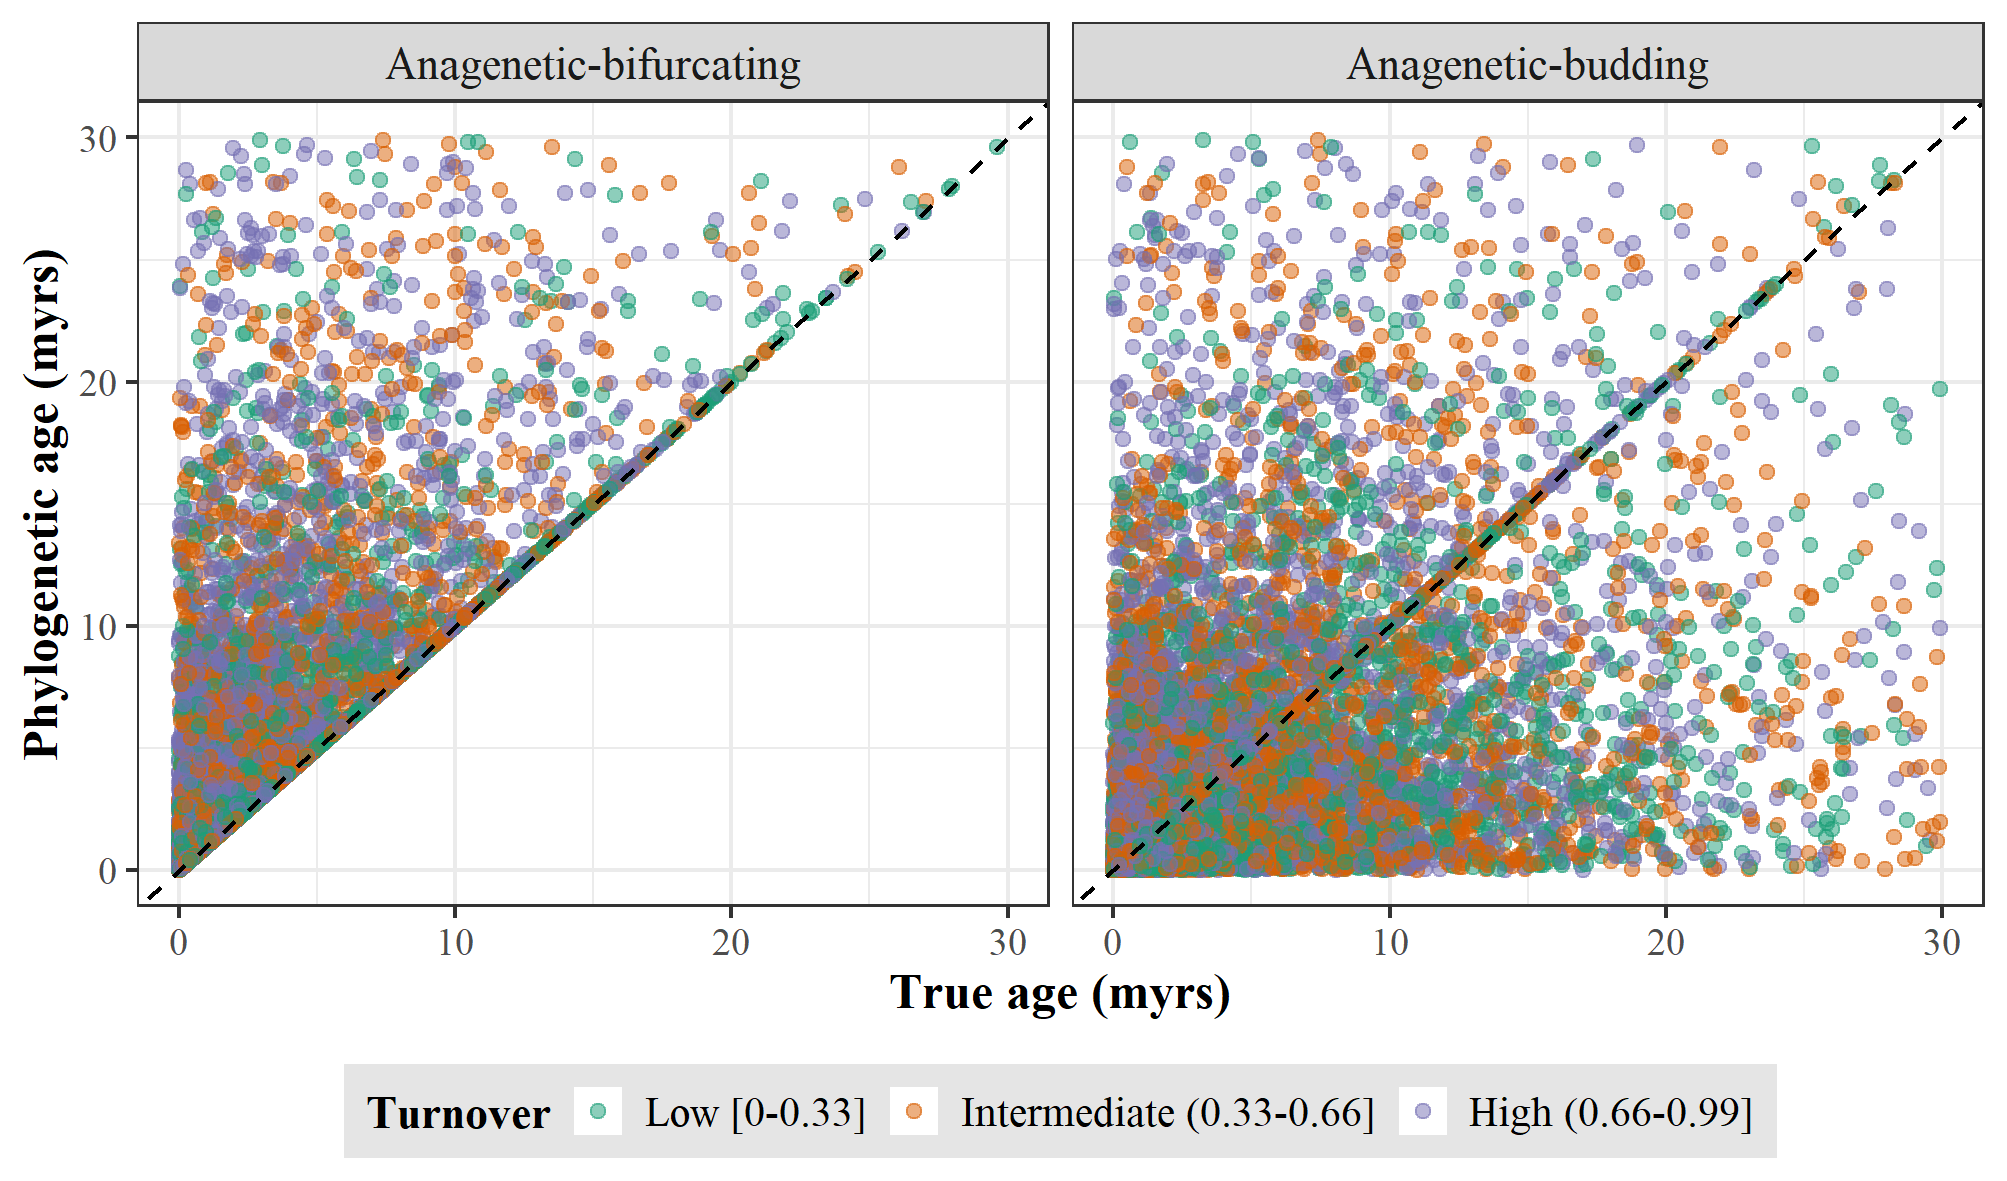 Anagenetic-bifurcating
Anagenetic-budding
Phylogenetic age (myrs)
30
20
10
0
0 10 20 30
0 10 20 30
True age (myrs)
Turnover Low [0-0.33] Intermediate (0.33-0.66] High (0.66-0.99]